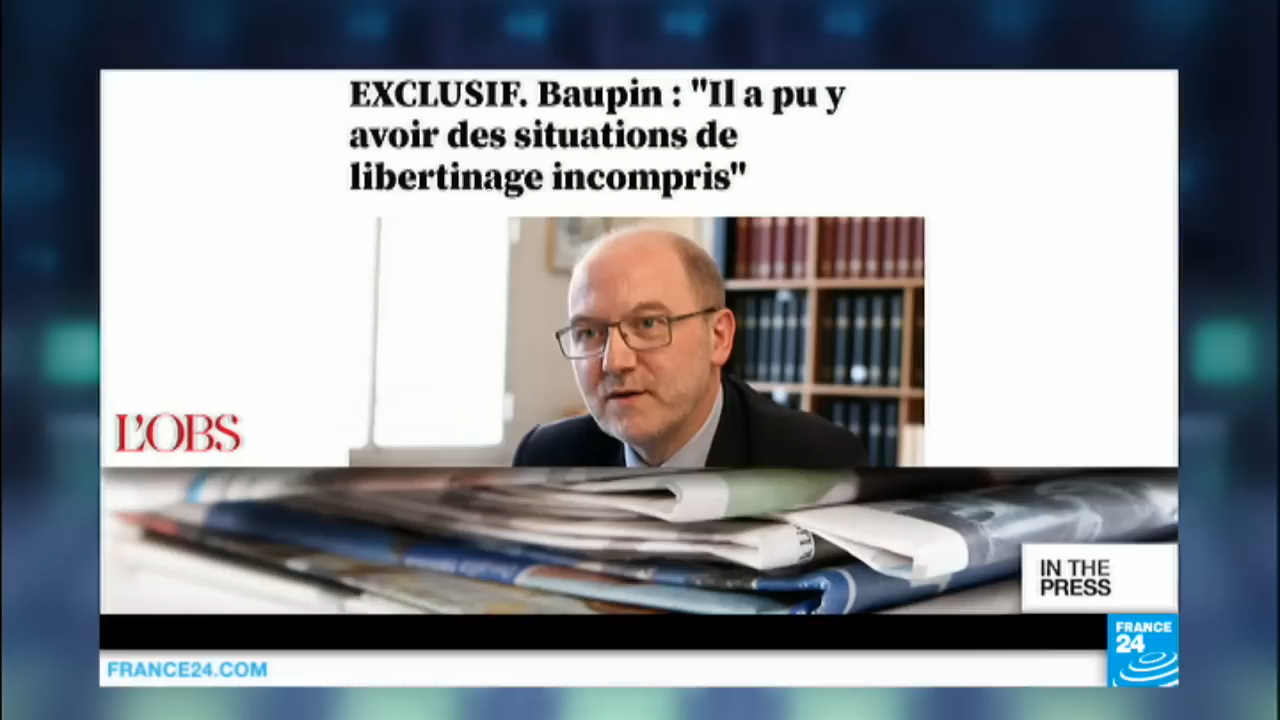 EXCLUSIF. Baupin : "Il a pu y
avoir des situations de
libertinage incompris"
L'OBS
IN THE
PRESS
FRANCE
24
FRANCE24.COM